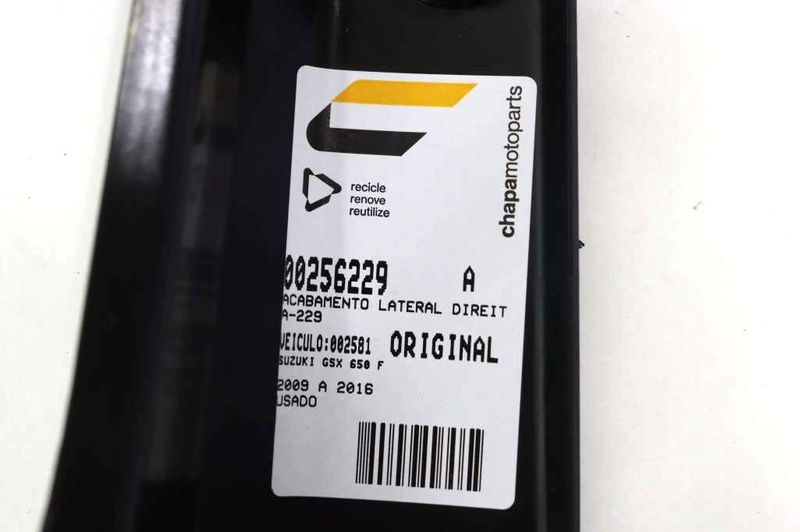 recicle
renove
reutilize
chapamotoparts
00256229 A
ACABAMENTO LATERAL DIREIT
A-229
VEICULO:002581 ORIGINAL
SUZUKI GSX 650 F
2009 A 2016
USADO